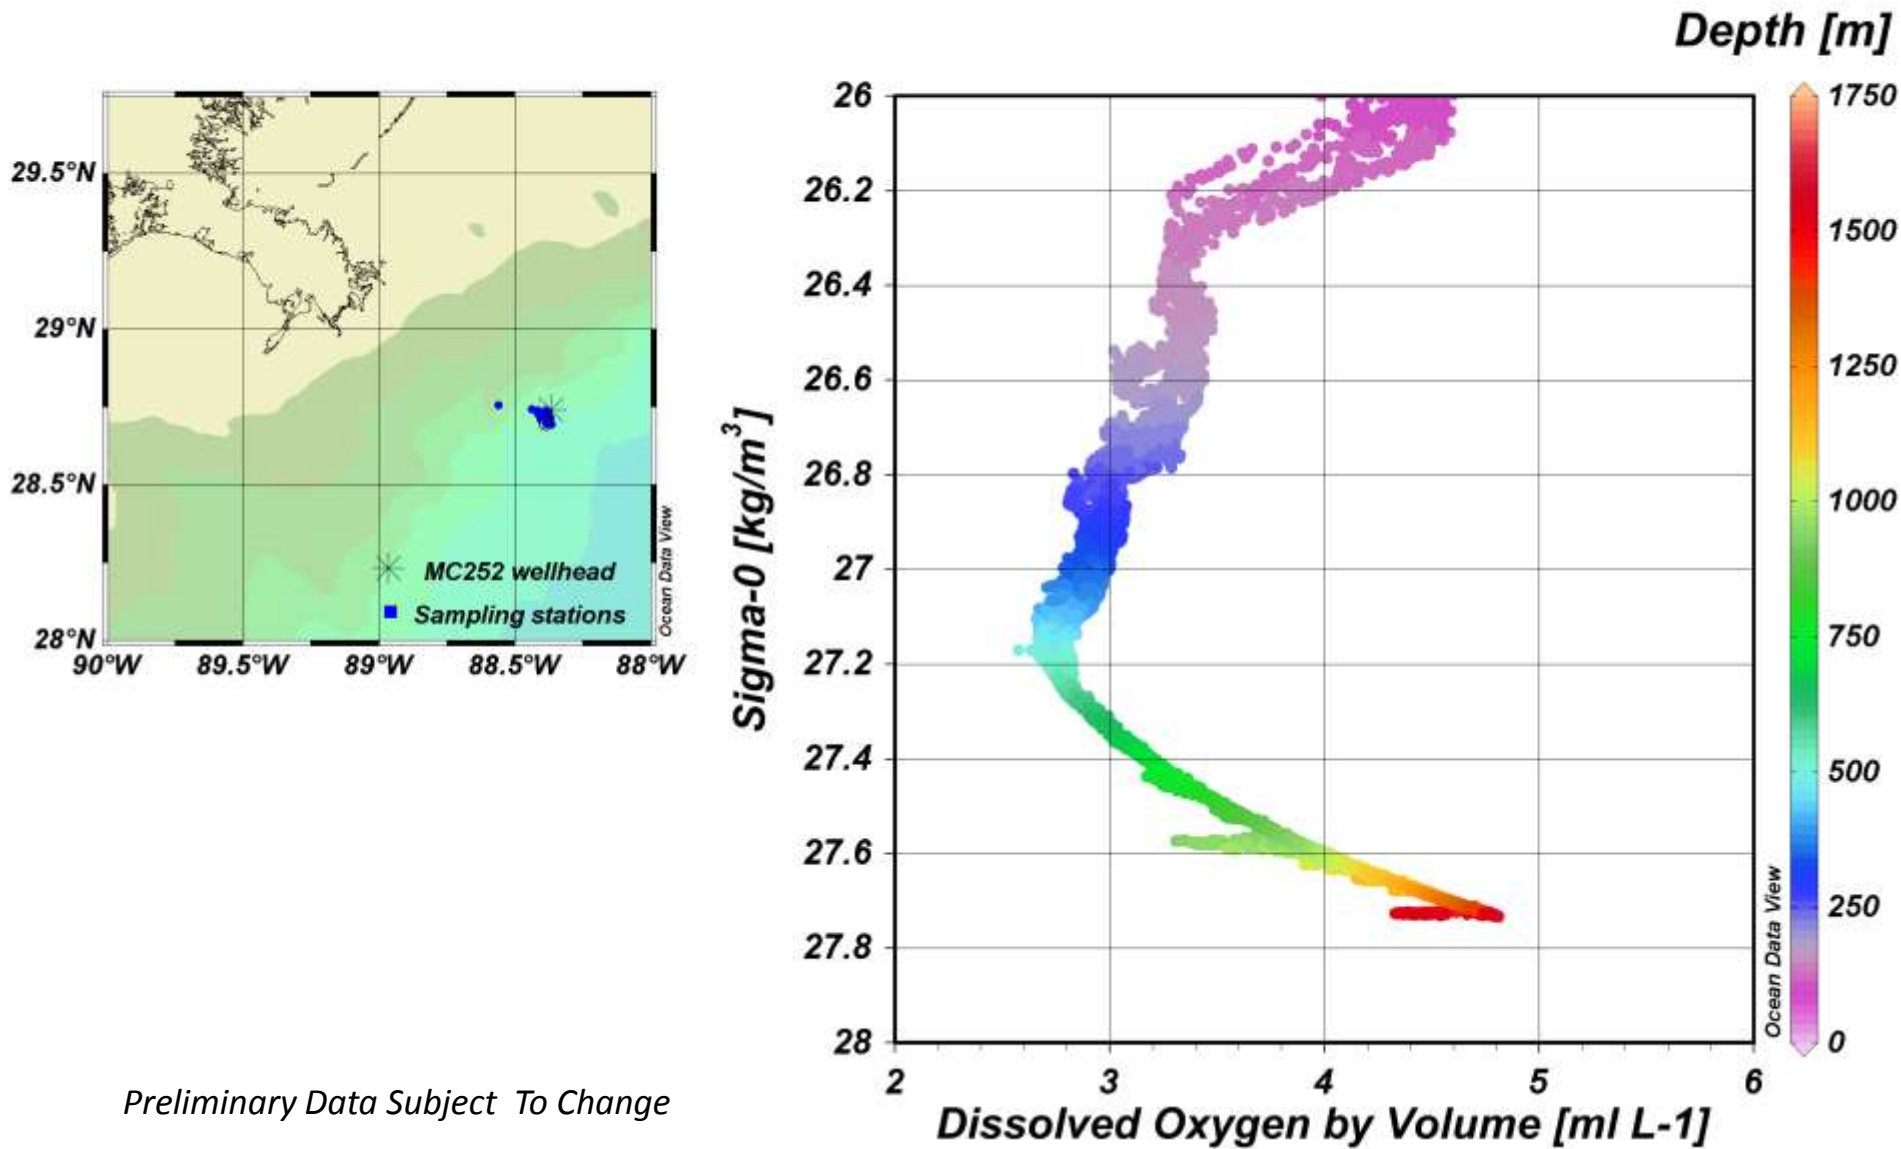 Depth [m]
29.5°N
29°N
28.5°N
28°N
90°W
89.5°W
89°W
88.5°W
88°W
MC252 wellhead
Sampling stations
Ocean Data View
Sigma-0 [kg/m³]
26
26.2
26.4
26.6
26.8
27
27.2
27.4
27.6
27.8
28
2
3
4
5
6
Dissolved Oxygen by Volume [ml L-1]
Ocean Data View
1750
1500
1250
1000
750
500
250
0
Preliminary Data Subject To Change